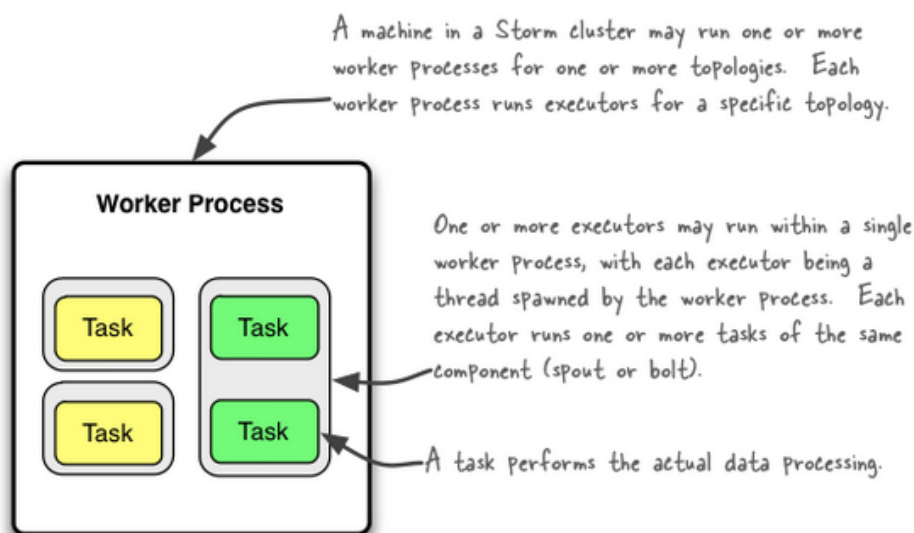 A machine in a Storm cluster may run one or more
worker processes for one or more topologies. Each
worker process runs executors for a specific topology.
Worker Process
One or more executors may run within a single
worker process, with each executor being a
thread spawned by the worker process. Each
executor runs one or more tasks of the same
component (spout or bolt).
Task
Task
Task
Task
A task performs the actual data processing.